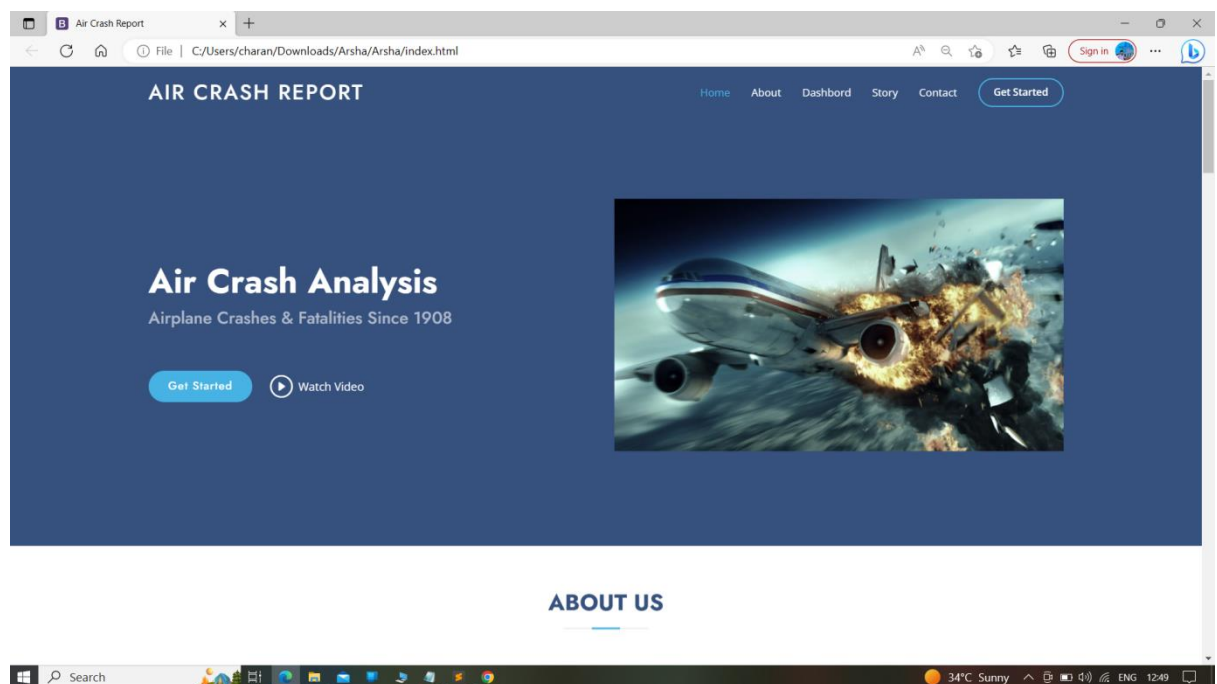 Air Crash Report
File | C:/Users/charan/Downloads/Arsha/Arsha/index.html
Sign in
AIR CRASH REPORT
Home About Dashbord Story Contact Get Started
Air Crash Analysis
Airplane Crashes & Fatalities Since 1908
Get Started Watch Video
ABOUT US
Search
34°C Sunny ENG 12:49